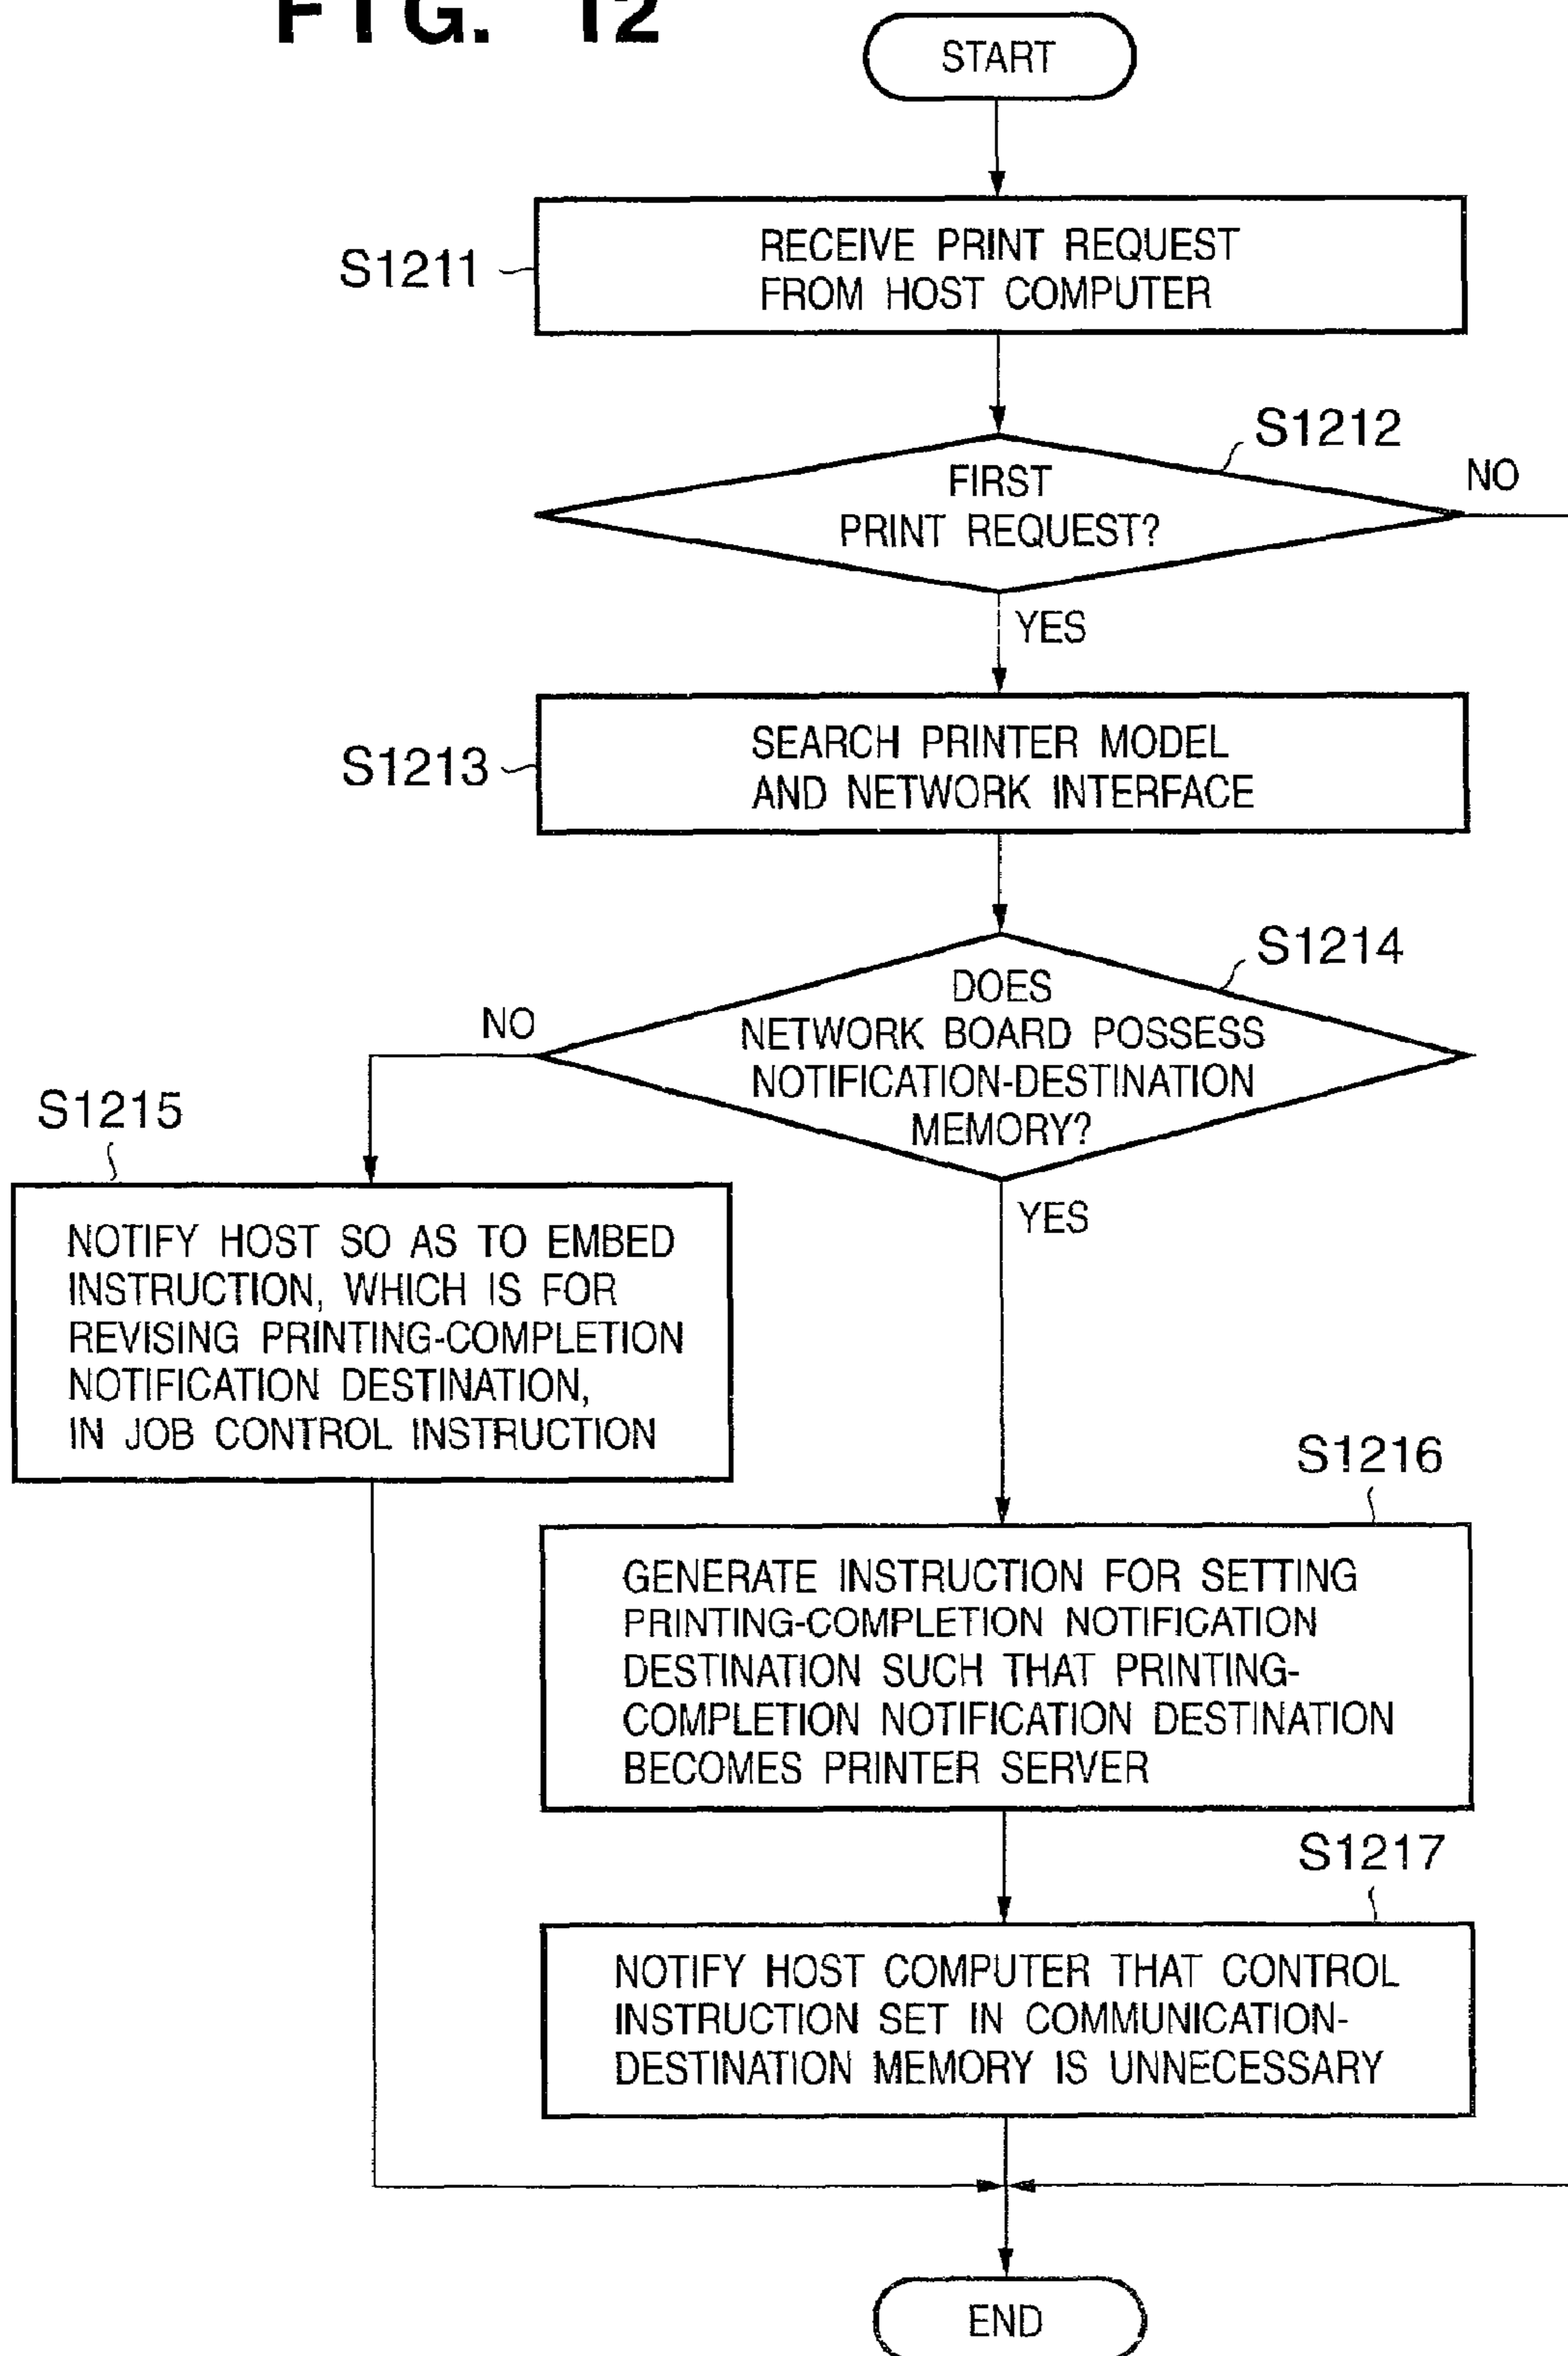 FIG. 12
START
S1211
RECEIVE PRINT REQUEST
FROM HOST COMPUTER
S1212
FIRST
PRINT REQUEST?
NO
YES
S1213
SEARCH PRINTER MODEL
AND NETWORK INTERFACE
S1214
DOES
NETWORK BOARD POSSESS
NOTIFICATION-DESTINATION
MEMORY?
NO
YES
S1215
NOTIFY HOST SO AS TO EMBED
INSTRUCTION, WHICH IS FOR
REVISING PRINTING-COMPLETION
NOTIFICATION DESTINATION,
IN JOB CONTROL INSTRUCTION
S1216
GENERATE INSTRUCTION FOR SETTING
PRINTING-COMPLETION NOTIFICATION
DESTINATION SUCH THAT PRINTING-
COMPLETION NOTIFICATION DESTINATION
BECOMES PRINTER SERVER
S1217
NOTIFY HOST COMPUTER THAT CONTROL
INSTRUCTION SET IN COMMUNICATION-
DESTINATION MEMORY IS UNNECESSARY
END